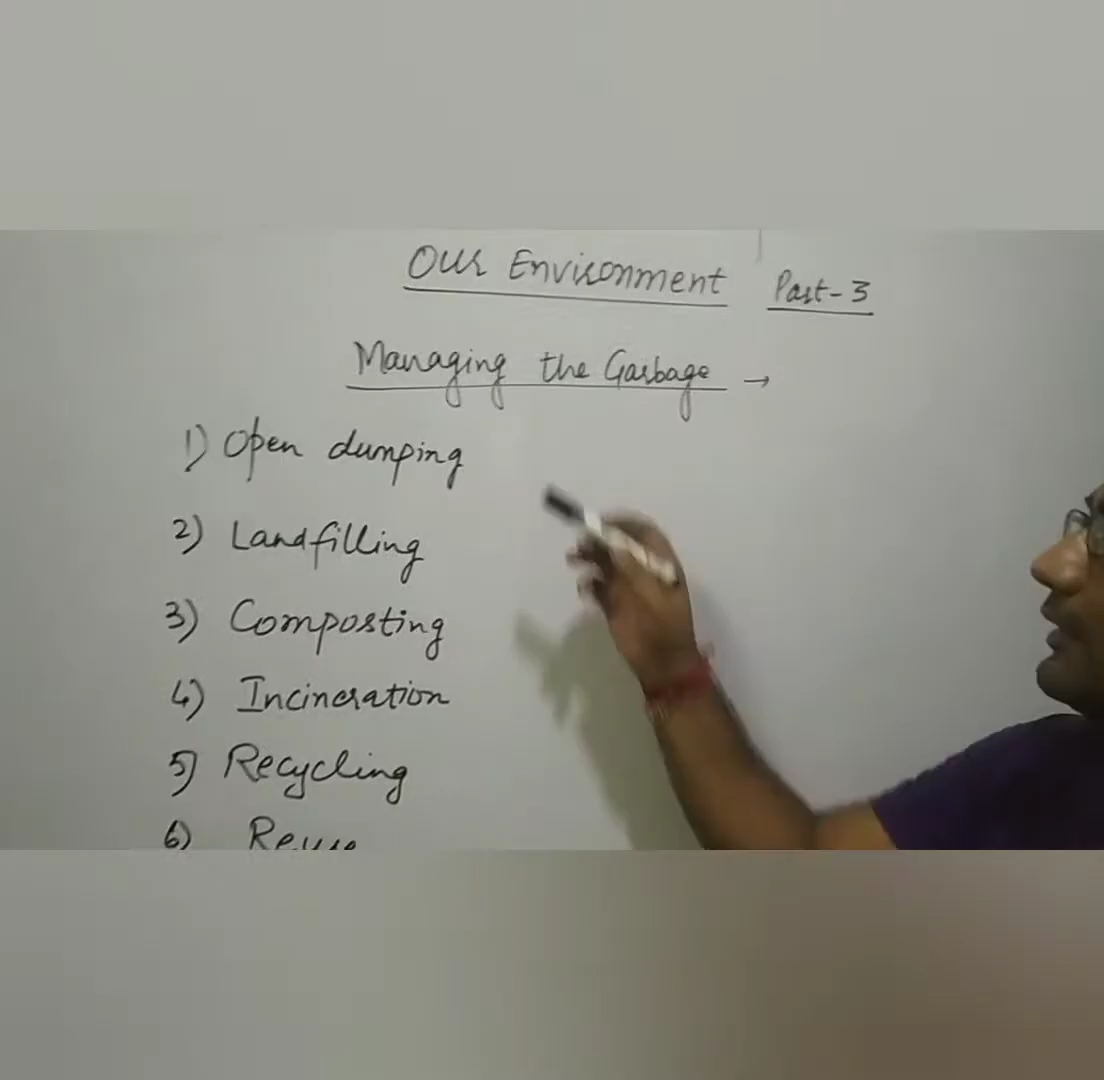 Our Environment Part-3
Managing the Garbage →
1) Open dumping
2) Landfilling
3) Composting
4) Incineration
5) Recycling
6) Reuse